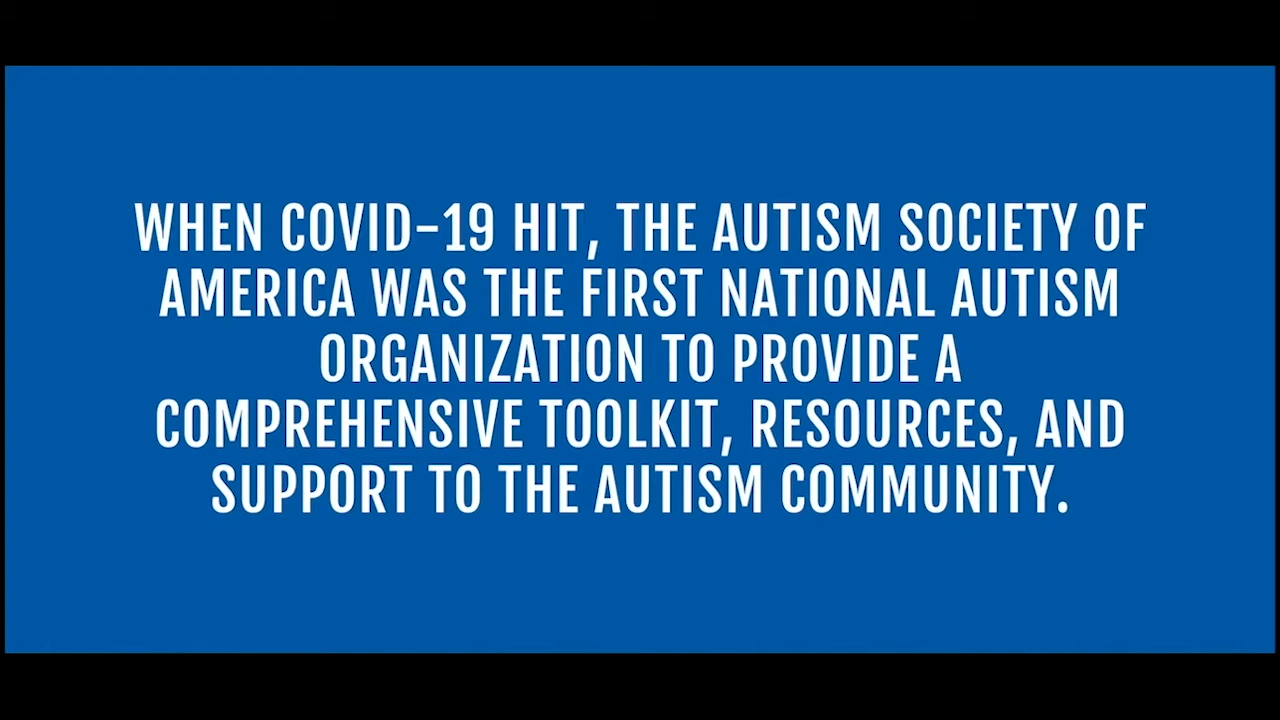 WHEN COVID-19 HIT, THE AUTISM SOCIETY OF
AMERICA WAS THE FIRST NATIONAL AUTISM
ORGANIZATION TO PROVIDE A
COMPREHENSIVE TOOLKIT, RESOURCES, AND
SUPPORT TO THE AUTISM COMMUNITY.